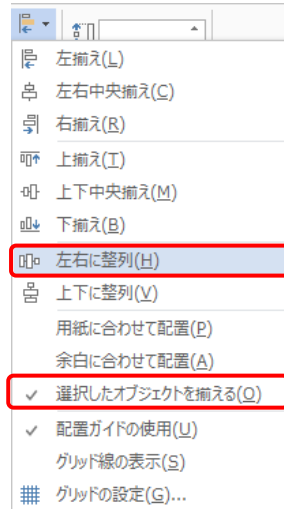 左揃え(L)
左右中央揃え(C)
右揃え(R)
上揃え(T)
上下中央揃え(M)
下揃え(B)
左右に整列(H)
上下に整列(V)
用紙に合わせて配置(P)
余白に合わせて配置(A)
選択したオブジェクトを揃える(O)
配置ガイドの使用(U)
グリッド線の表示(S)
グリッドの設定(G)...